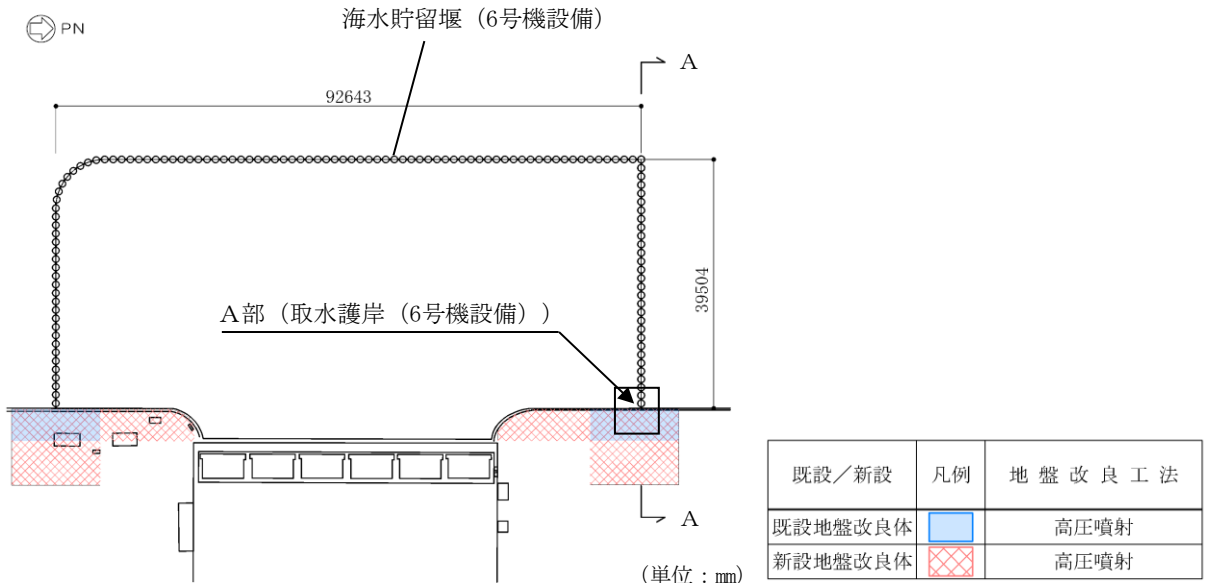 PN
海水貯留堰（6号機設備）
A
92643
39504
A部（取水護岸（6号機設備））
A
（単位：㎜）
既設／新設 凡例 地盤改良工法
既設地盤改良体 高圧噴射
新設地盤改良体 高圧噴射